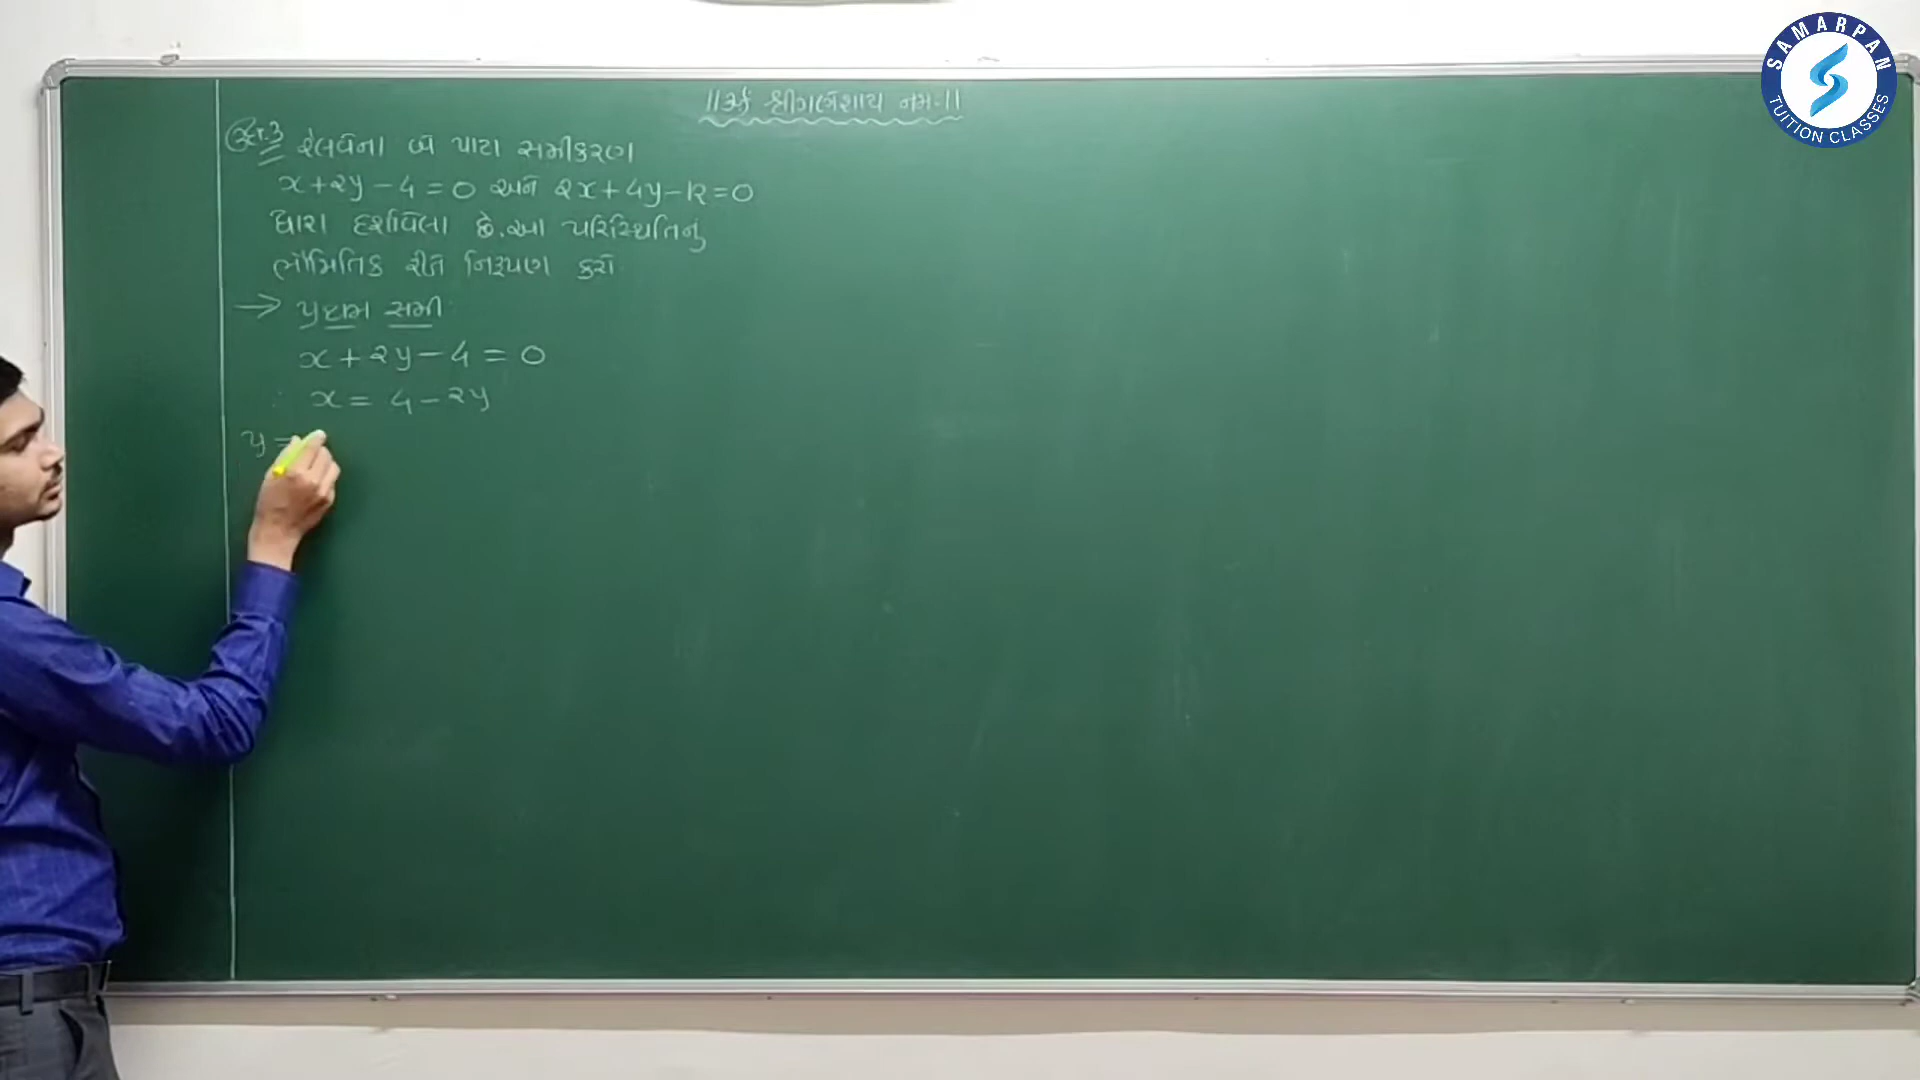 ||ૐ શ્રી ગણેશાય નમઃ||
SAMARPAN
TUITION CLASSES
ઉદા.3 રેલવેના બે પાટા સમીકરણ
x+2y-4=0 અને 2x+4y-12=0
દ્વારા દર્શાવેલા છે. આ પરિસ્થિતિનું
ભૌમિતિક રીતે નિરૂપણ કરો
→ પ્રથમ સમી.
x+2y-4=0
∴ x=4-2y
y=